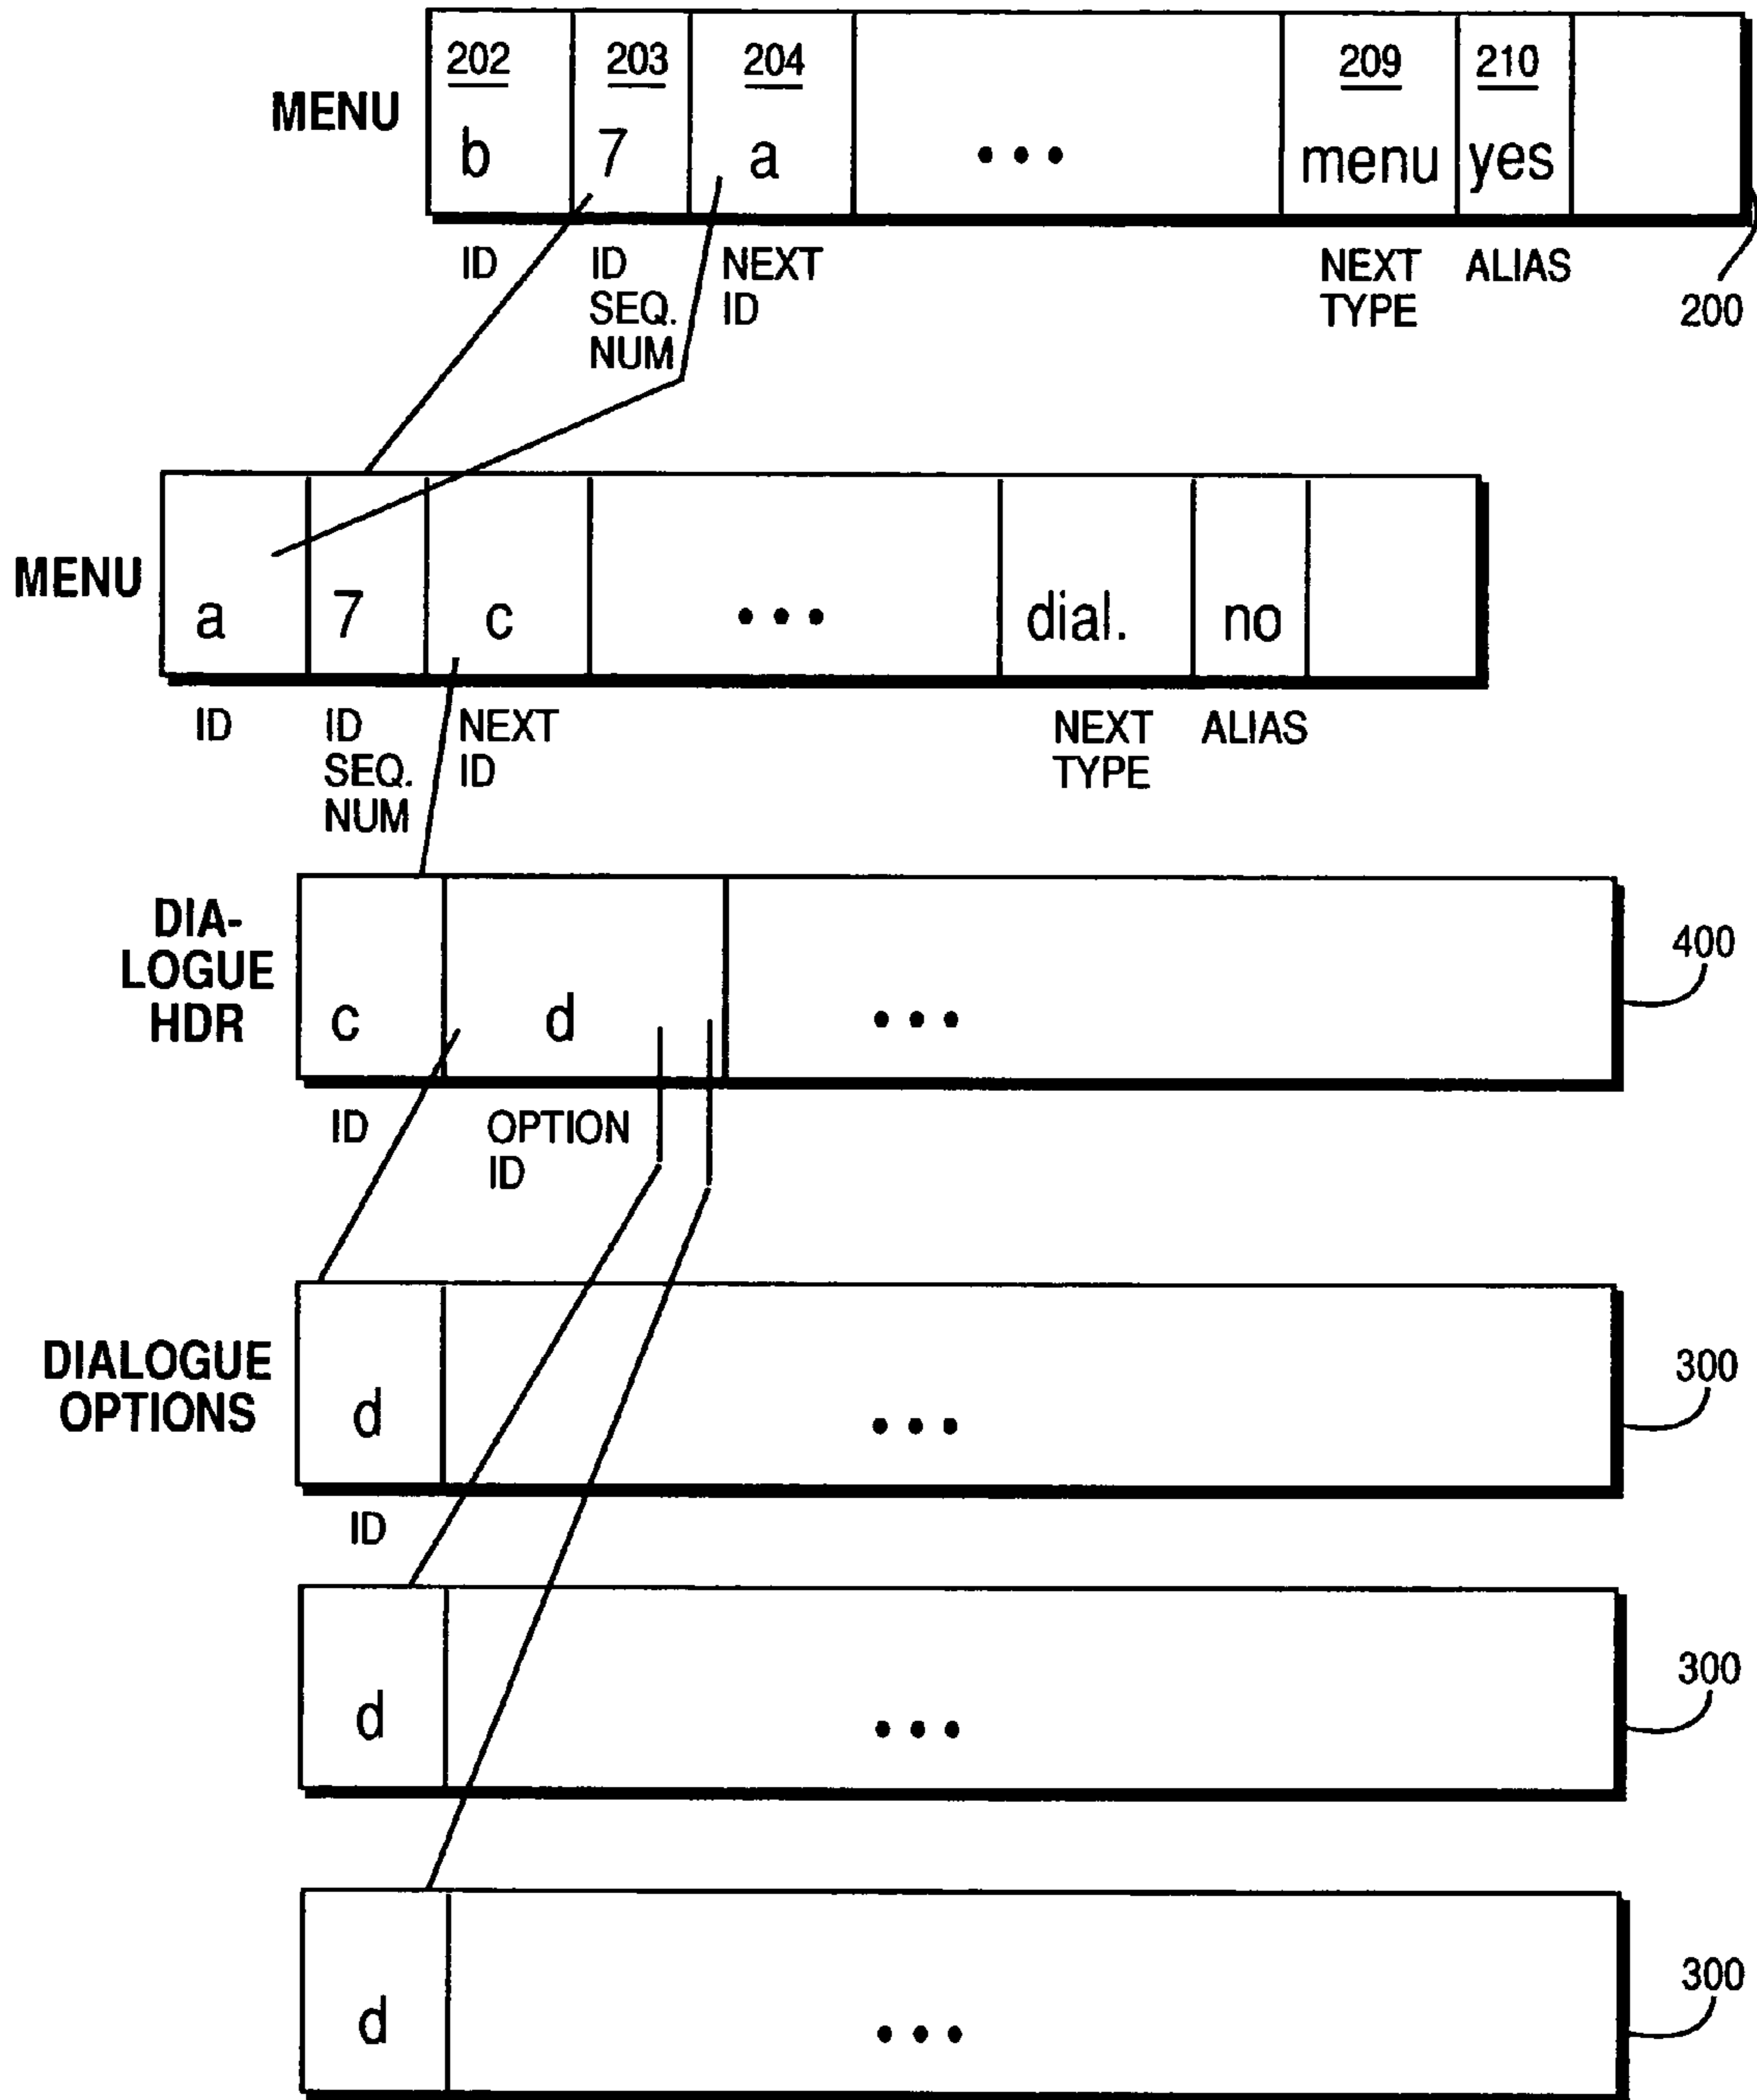 202 203 204 209 210
MENU b 7 a ••• menu yes
ID ID SEQ. NUM NEXT ID NEXT TYPE ALIAS
200
MENU a 7 c ••• dial. no
ID ID SEQ. NUM NEXT ID NEXT TYPE ALIAS
DIA-
LOGUE
HDR
c d •••
400
ID OPTION ID
DIALOGUE
OPTIONS
d •••
300
ID
d •••
300
d •••
300